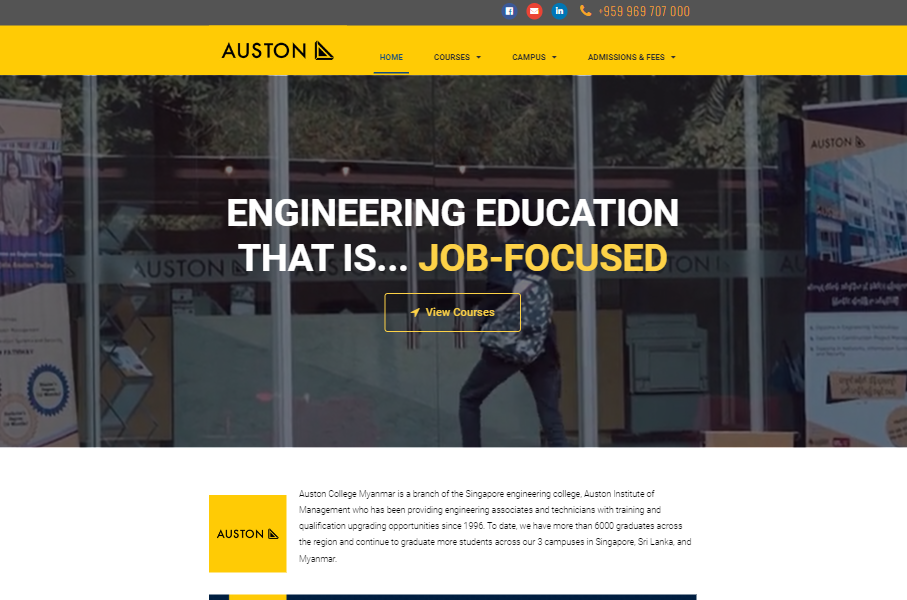 +959 969 707 000
AUSTON
HOME
COURSES
CAMPUS
ADMISSIONS & FEES
AUSTON
ENGINEERING EDUCATION
THAT IS... JOB-FOCUSED
View Courses
AUSTON
Auston College Myanmar is a branch of the Singapore engineering college, Auston Institute of
Management who has been providing engineering associates and technicians with training and
qualification upgrading opportunities since 1996. To date, we have more than 6000 graduates across
the region and continue to graduate more students across our 3 campuses in Singapore, Sri Lanka, and
Myanmar.